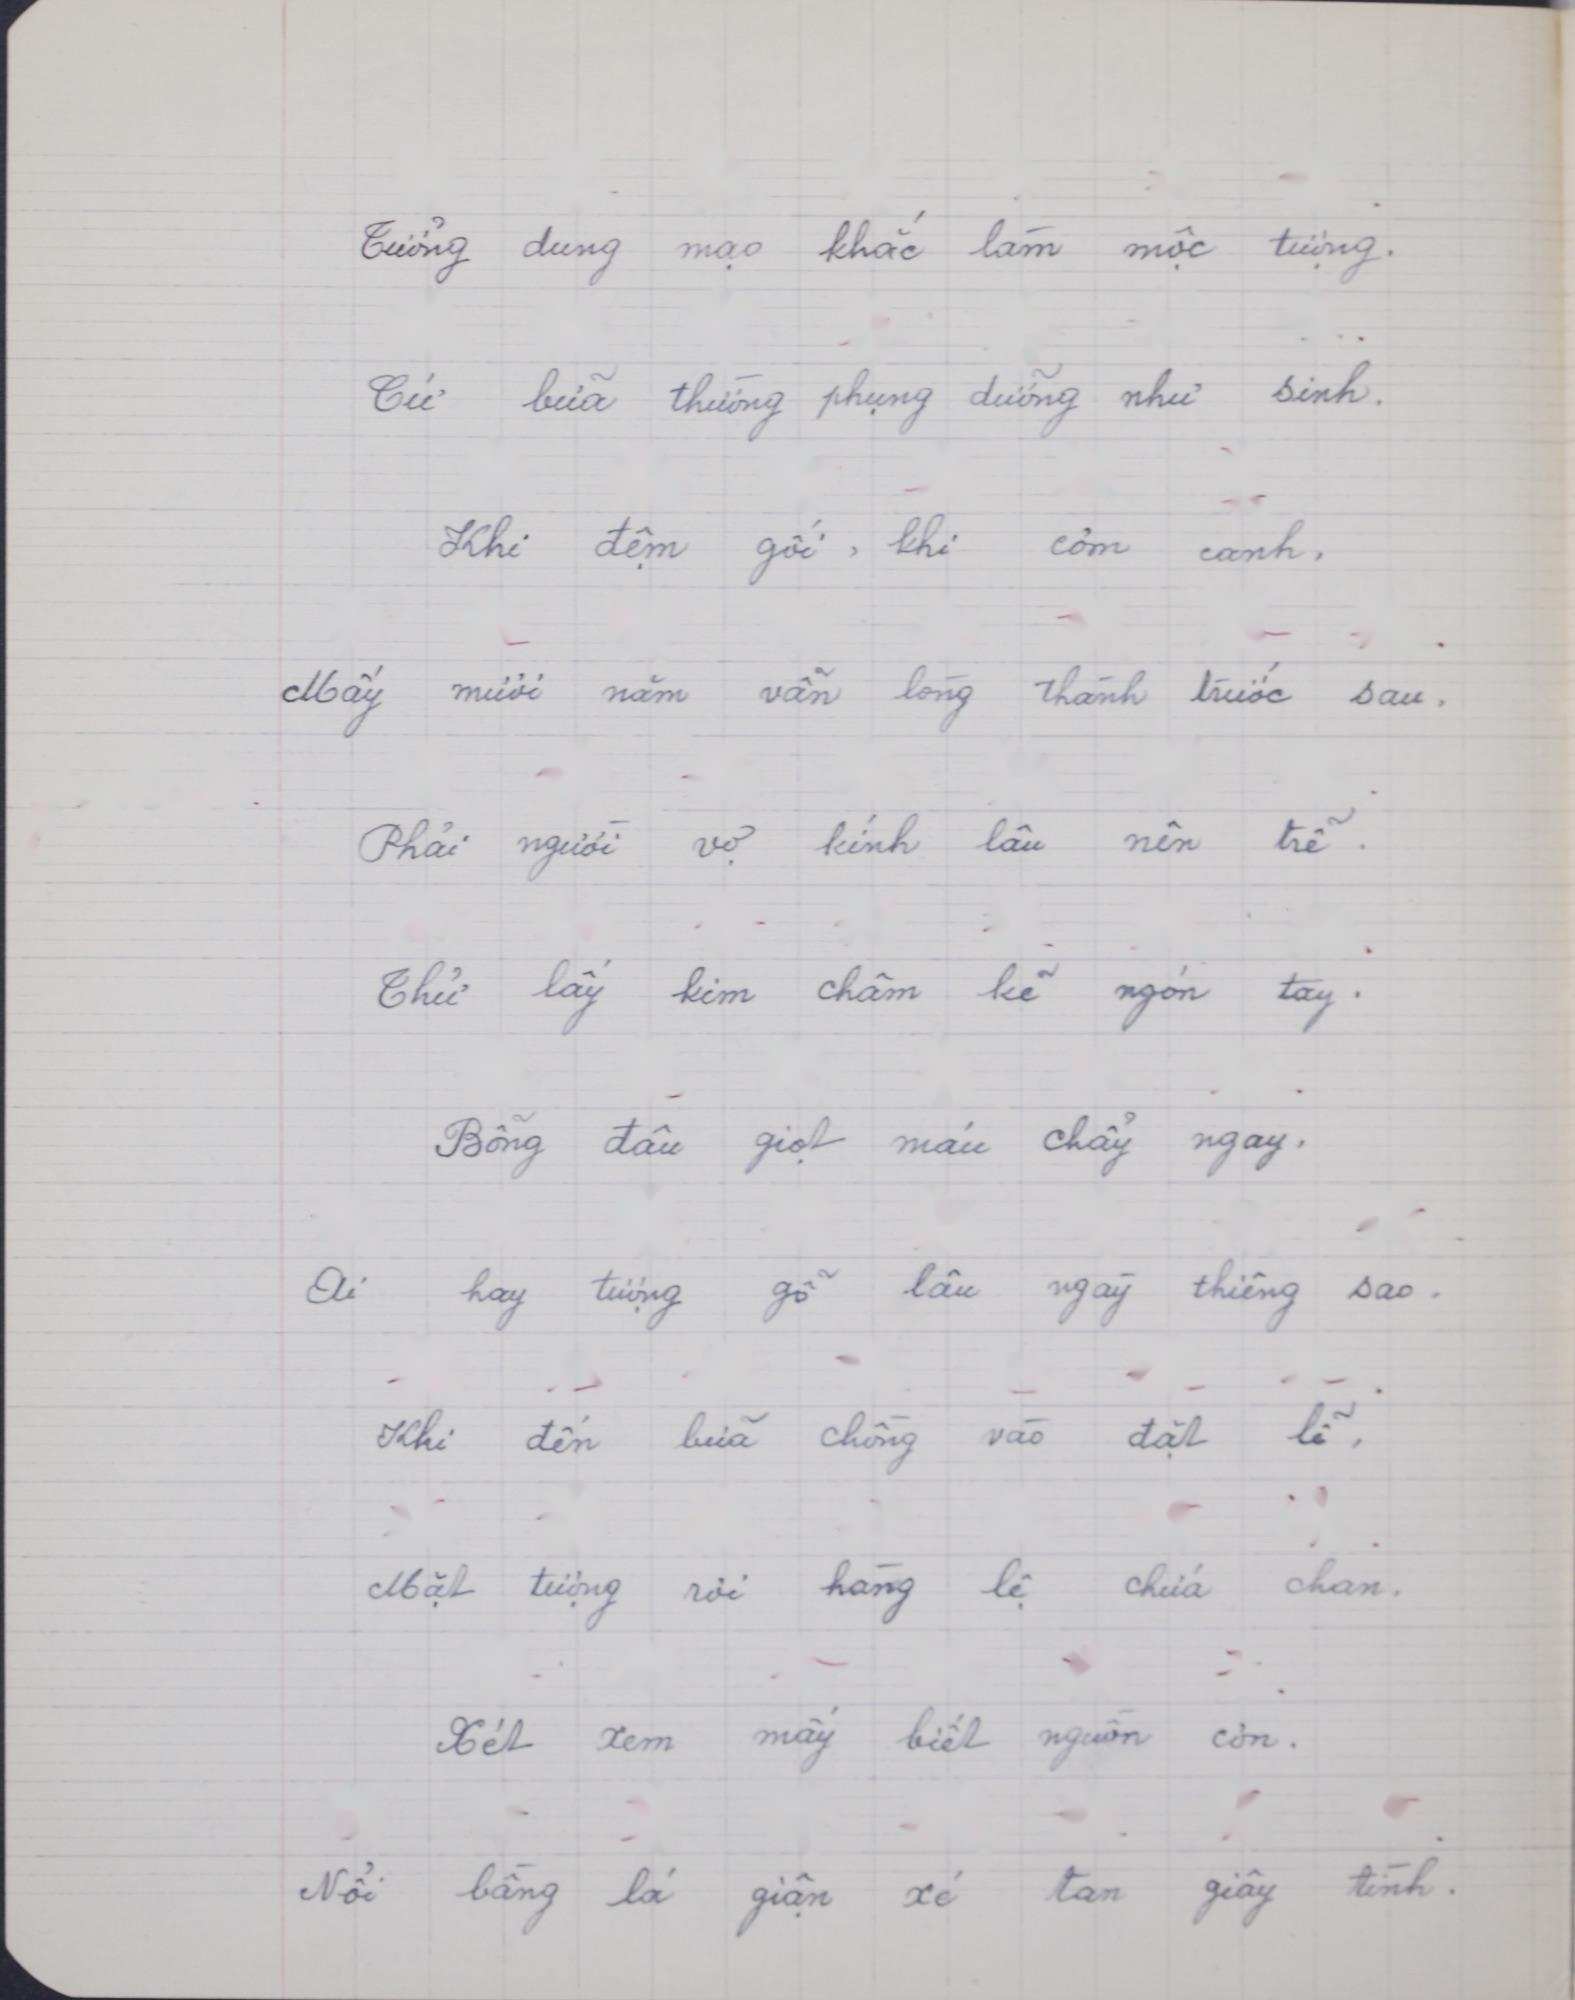 Tưởng dung mạo khắc làm mộc tượng.
Cứ bữa thường phụng dưỡng như sinh.
Khi đệm gối, khi cơm canh,
Mấy mươi năm vẫn lòng thành trước sau.
Phải người vợ kính lâu nên trễ.
Thử lấy kim châm kẽ ngón tay.
Bỗng đâu giọt máu chẩy ngay.
Ai hay tượng gỗ lâu ngày thiêng sao.
Khi đến bữa chồng vào đặt lễ,
Mặt tượng rơi hàng lệ chứa chan.
Xét xem mấy biết nguồn cơn.
Nổi bầng lá giận xé tan giây tình.